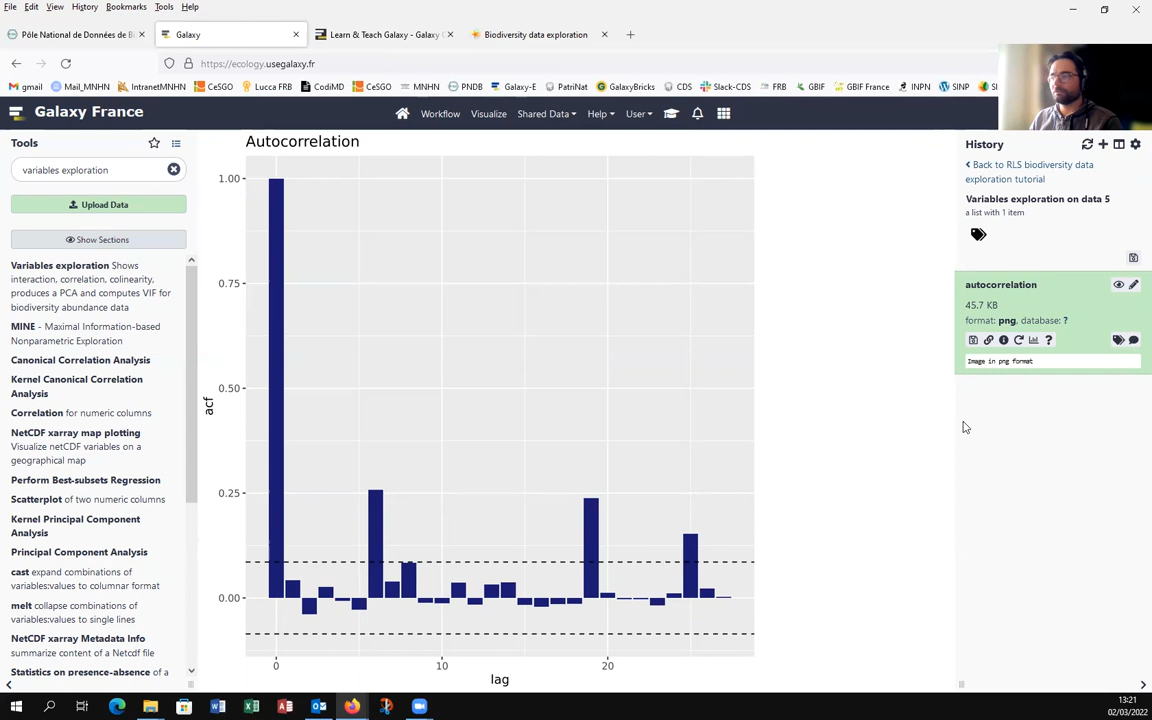 File Edit View History Bookmarks Tools Help
Pôle National de Données de Bi
Galaxy
Learn & Teach Galaxy - Galaxy C
Biodiversity data exploration
https://ecology.usegalaxy.fr
gmail Mail_MNHN IntranetMNHN CeSGO Lucca FRB CodiMD CeSGO MNHN PNDB Galaxy-E PatriNat GalaxyBricks CDS Slack-CDS FRB GBIF GBIF France INPN SINP
Galaxy France
Workflow Visualize Shared Data Help User
Tools
variables exploration
Upload Data
Show Sections
Variables exploration Shows
interaction, correlation, colinearity,
produces a PCA and computes VIF for
biodiversity abundance data
MINE - Maximal Information-based
Nonparametric Exploration
Canonical Correlation Analysis
Kernel Canonical Correlation
Analysis
Correlation for numeric columns
NetCDF xarray map plotting
Visualize netCDF variables on a
geographical map
Perform Best-subsets Regression
Scatterplot of two numeric columns
Kernel Principal Component
Analysis
Principal Component Analysis
cast expand combinations of
variables:values to columnar format
melt collapse combinations of
variables:values to single lines
NetCDF xarray Metadata Info
summarize content of a Netcdf file
Statistics on presence-absence of a
Autocorrelation
1.00
0.75
0.50
acf
0.25
0.00
0 10 20
lag
History
Back to RLS biodiversity data
exploration tutorial
Variables exploration on data 5
a list with 1 item
autocorrelation
45.7 KB
format: png, database: ?
Image in png format
13:21
02/03/2022